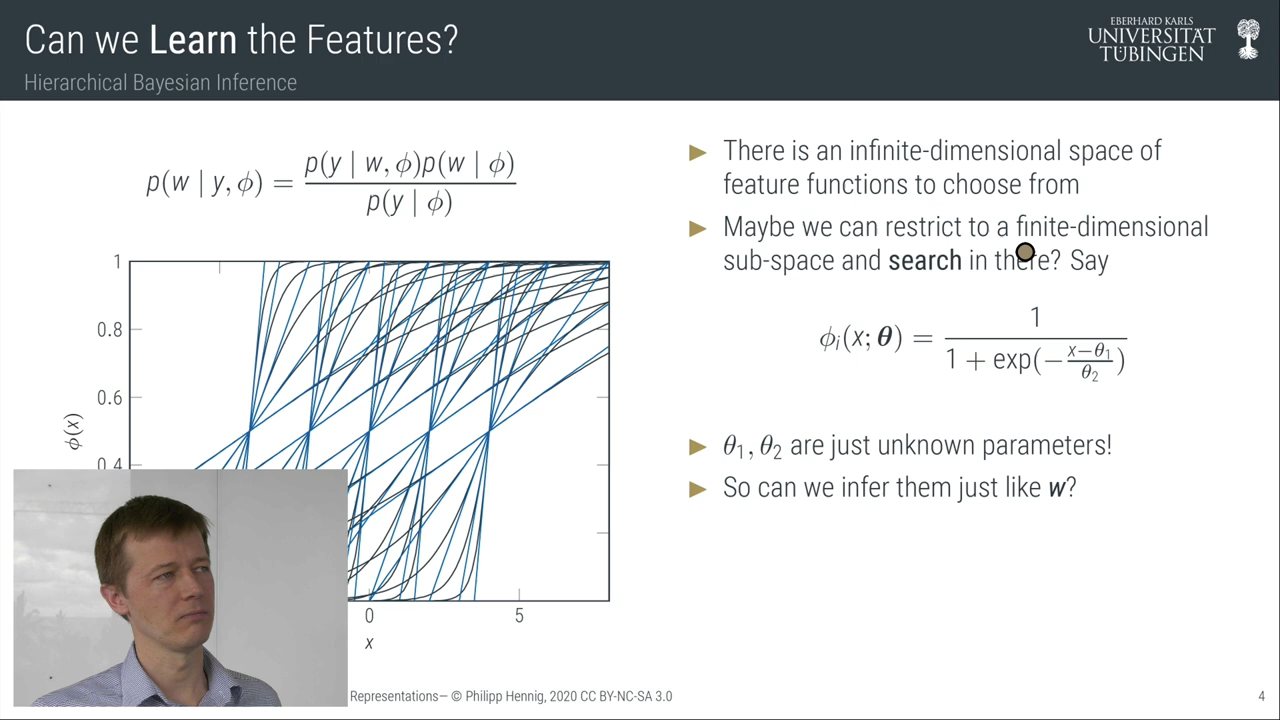 Can we Learn the Features?
Hierarchical Bayesian Inference
EBERHARD KARLS
UNIVERSITÄT
TÜBINGEN
p(w | y, ϕ) = p(y | w, ϕ)p(w | ϕ) / p(y | ϕ)
1
0.8
0.6
0.4
ϕ(x)
0
5
x
▶ There is an infinite-dimensional space of
feature functions to choose from
▶ Maybe we can restrict to a finite-dimensional
sub-space and search in there? Say
ϕᵢ(x; θ) = 1 / 1 + exp(−(x−θ₁)/θ₂)
▶ θ₁, θ₂ are just unknown parameters!
▶ So can we infer them just like w?
Representations— © Philipp Hennig, 2020 CC BY-NC-SA 3.0
4